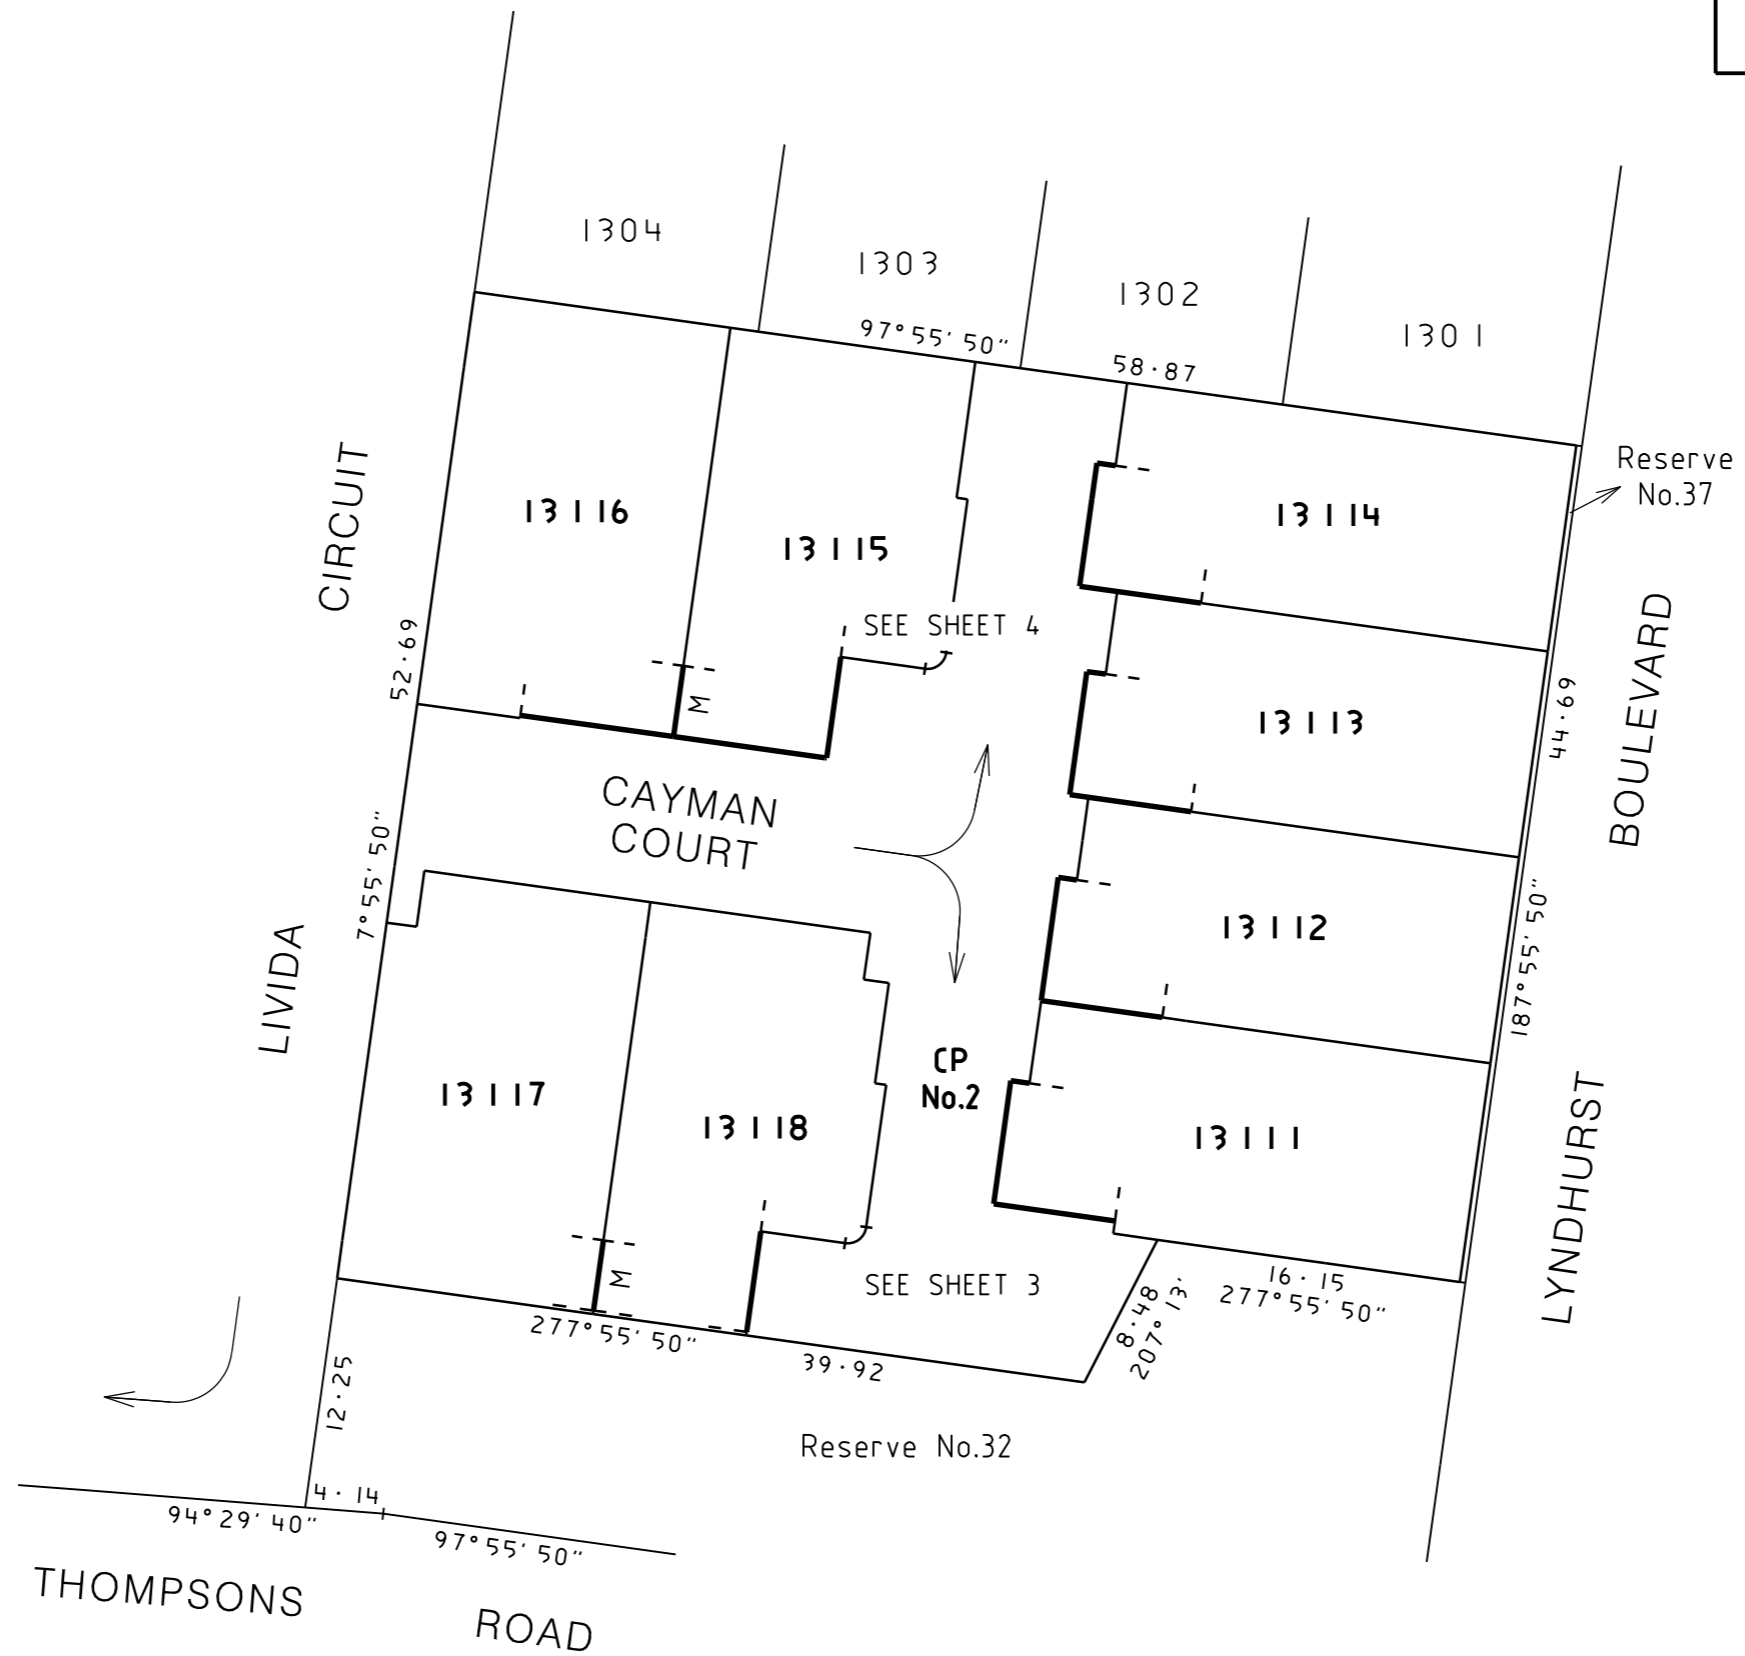 1304
1303
1302
1301
97°55'50"
58·87
Reserve
No.37
CIRCUIT
13116
13115
13114
SEE SHEET 4
52·69
M
13113
44·69
BOULEVARD
CAYMAN
COURT
7°55'50"
13112
187°55'50"
LIVIDA
CP
No.2
13117
13118
13111
LYNDHURST
M
SEE SHEET 3
16·15
277°55'50"
8·48
207°13'
277°55'50"
39·92
12·25
Reserve No.32
4·14
94°29'40"
97°55'50"
THOMPSONS
ROAD